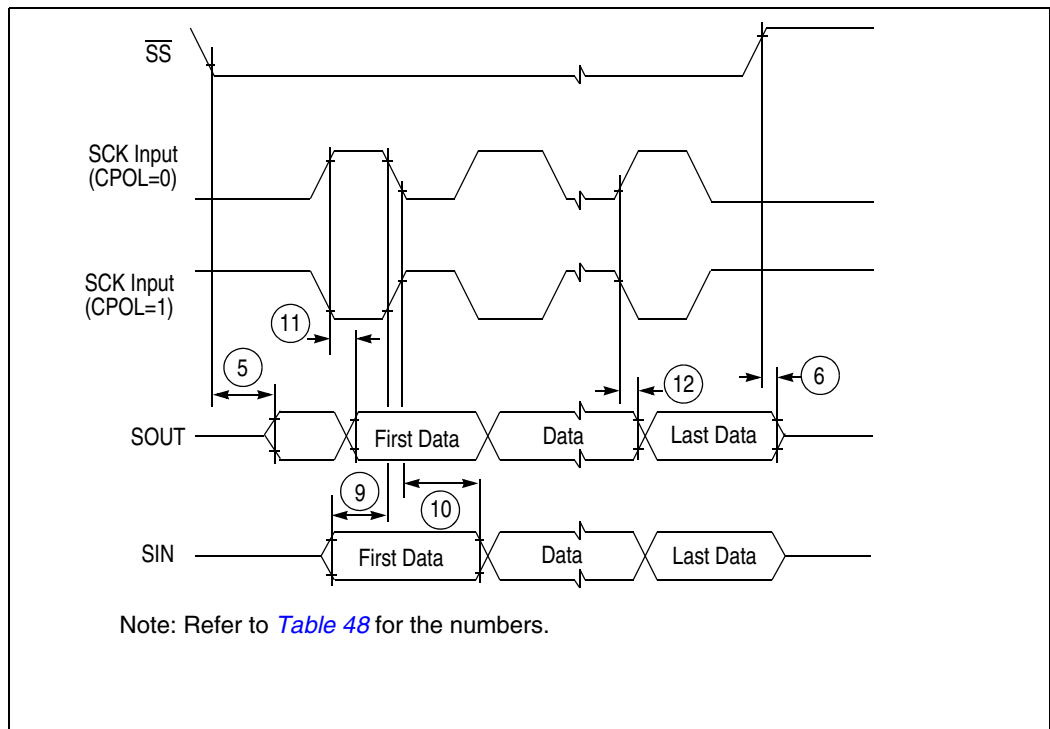 SS
SCK Input
(CPOL=0)
SCK Input
(CPOL=1)
11
5
12
6
SOUT
First Data
Data
Last Data
9
10
SIN
First Data
Data
Last Data
Note: Refer to Table 48 for the numbers.